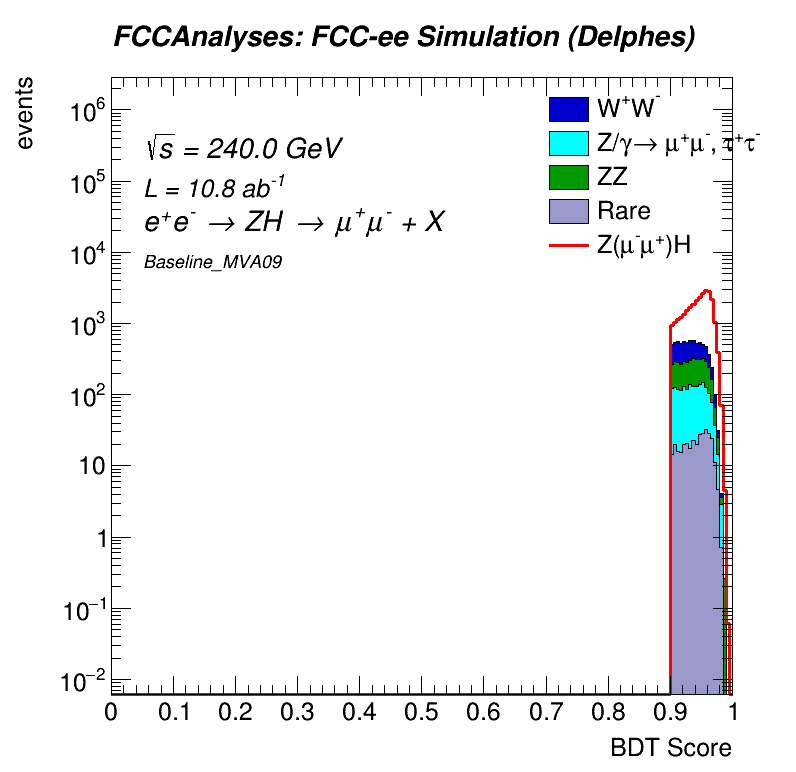 FCCAnalyses: FCC-ee Simulation (Delphes)
events
10⁶
10⁵
10⁴
10³
10²
10
1
10⁻¹
10⁻²
√s = 240.0 GeV
L = 10.8 ab⁻¹
e⁺e⁻ → ZH → μ⁺μ⁻ + X
Baseline_MVA09
W⁺W⁻
Z/γ→ μ⁺μ⁻, τ⁺τ⁻
ZZ
Rare
Z(μ⁻μ⁺)H
0 0.1 0.2 0.3 0.4 0.5 0.6 0.7 0.8 0.9 1
BDT Score